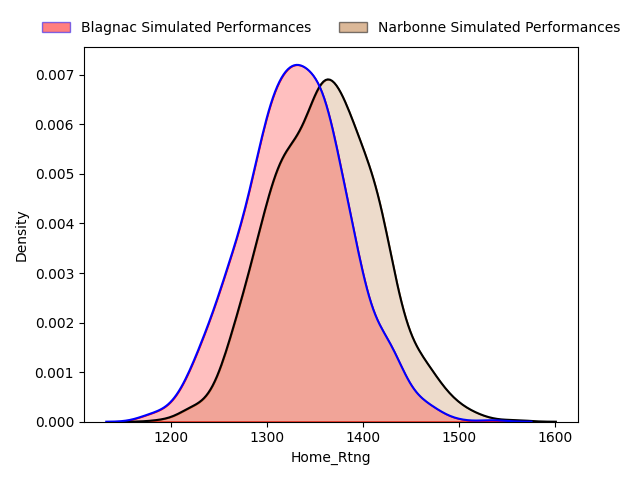 Blagnac Simulated Performances Narbonne Simulated Performances
0.007
0.006
0.005
0.004
0.003
0.002
0.001
0.000
Density
1200 1300 1400 1500 1600
Home_Rtng